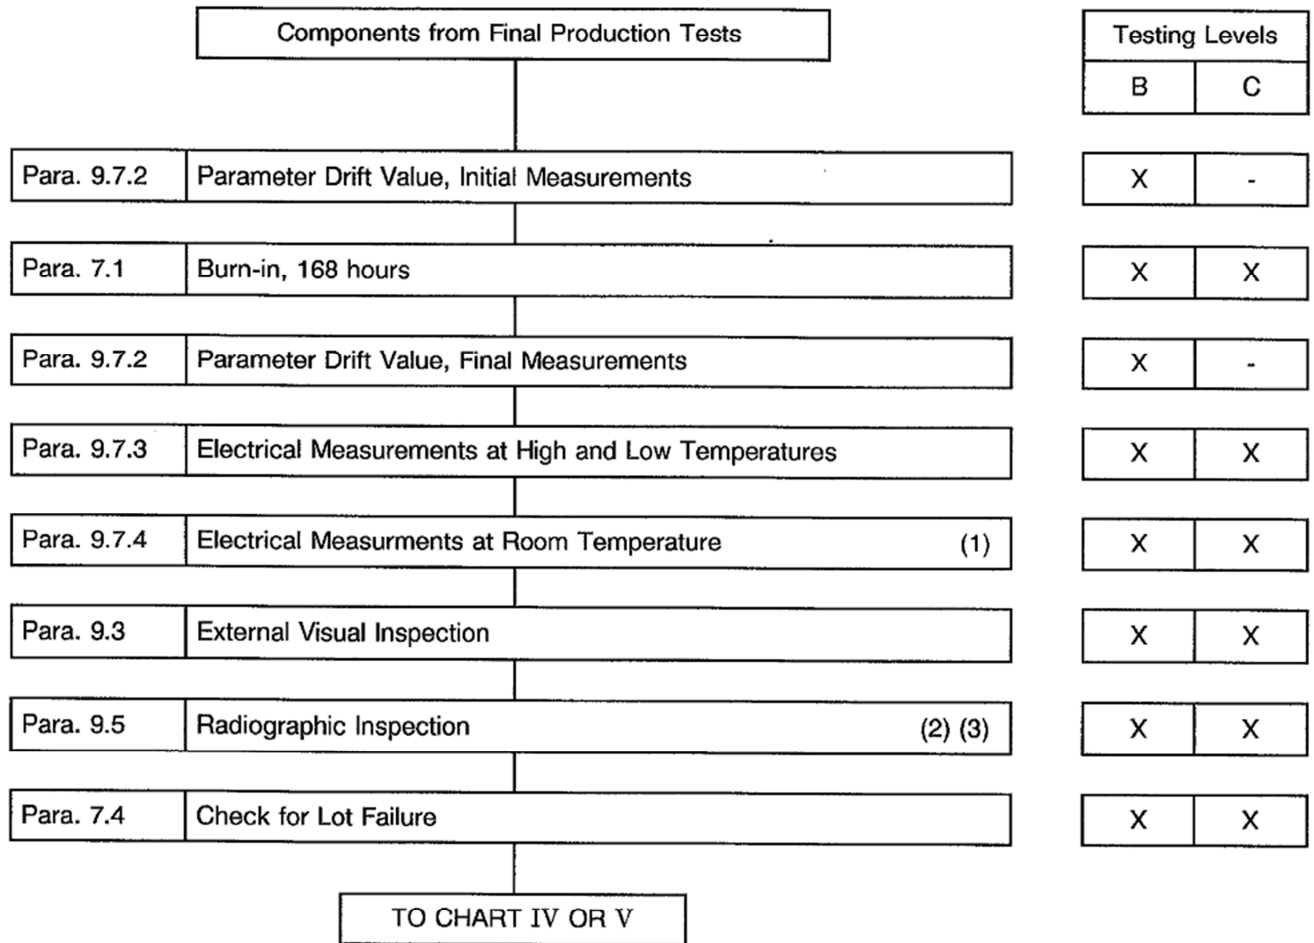 Components from Final Production Tests
Testing Levels
B C
Para. 9.7.2 Parameter Drift Value, Initial Measurements X -
Para. 7.1 Burn-in, 168 hours X X
Para. 9.7.2 Parameter Drift Value, Final Measurements X -
Para. 9.7.3 Electrical Measurements at High and Low Temperatures X X
Para. 9.7.4 Electrical Measurments at Room Temperature (1) X X
Para. 9.3 External Visual Inspection X X
Para. 9.5 Radiographic Inspection (2) (3) X X
Para. 7.4 Check for Lot Failure X X
TO CHART IV OR V